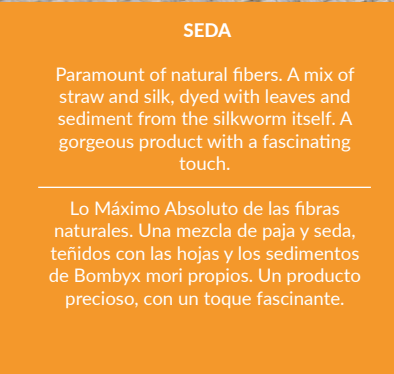 SEDA
Paramount of natural fibers. A mix of
straw and silk, dyed with leaves and
sediment from the silkworm itself. A
gorgeous product with a fascinating
touch.
Lo Máximo Absoluto de las fibras
naturales. Una mezcla de paja y seda,
teñidos con las hojas y los sedimentos
de Bombyx mori propios. Un producto
precioso, con un toque fascinante.